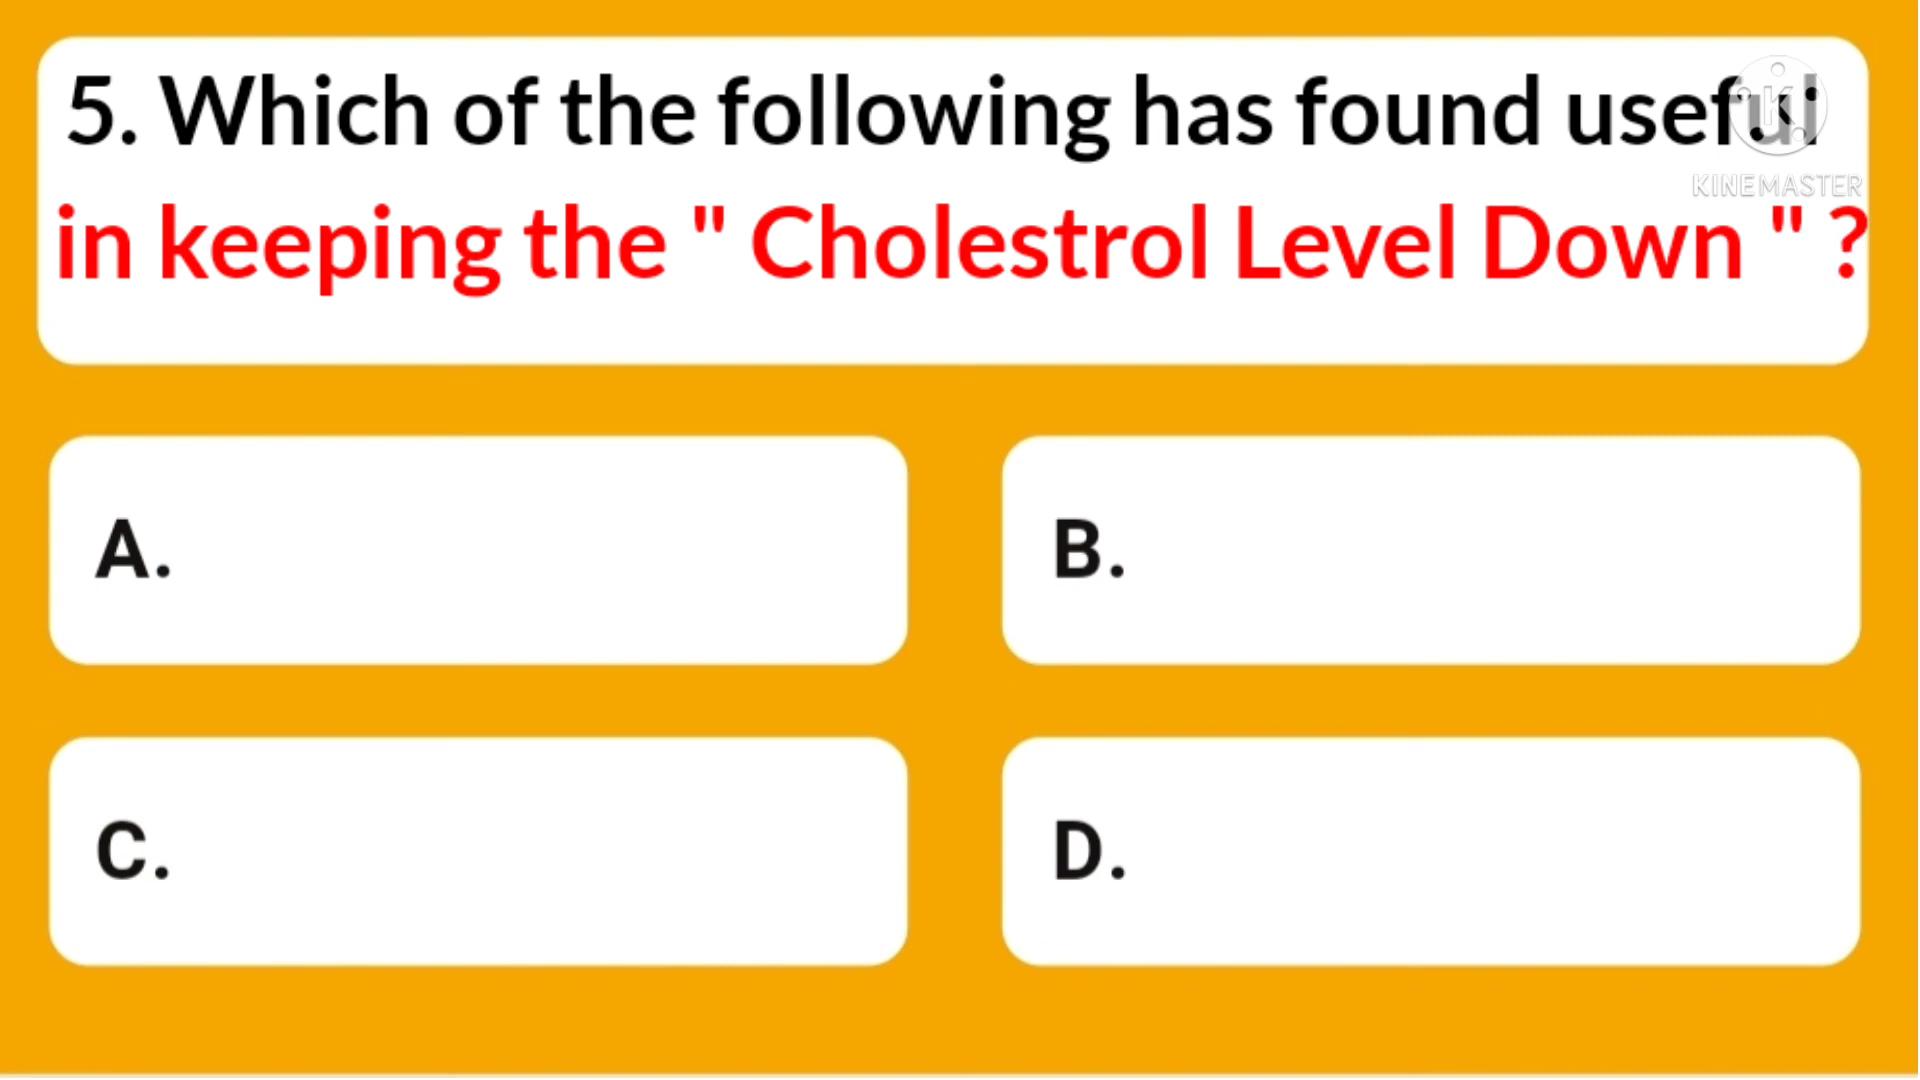 5. Which of the following has found useful
KINEMASTER
in keeping the " Cholestrol Level Down " ?
A.
B.
C.
D.